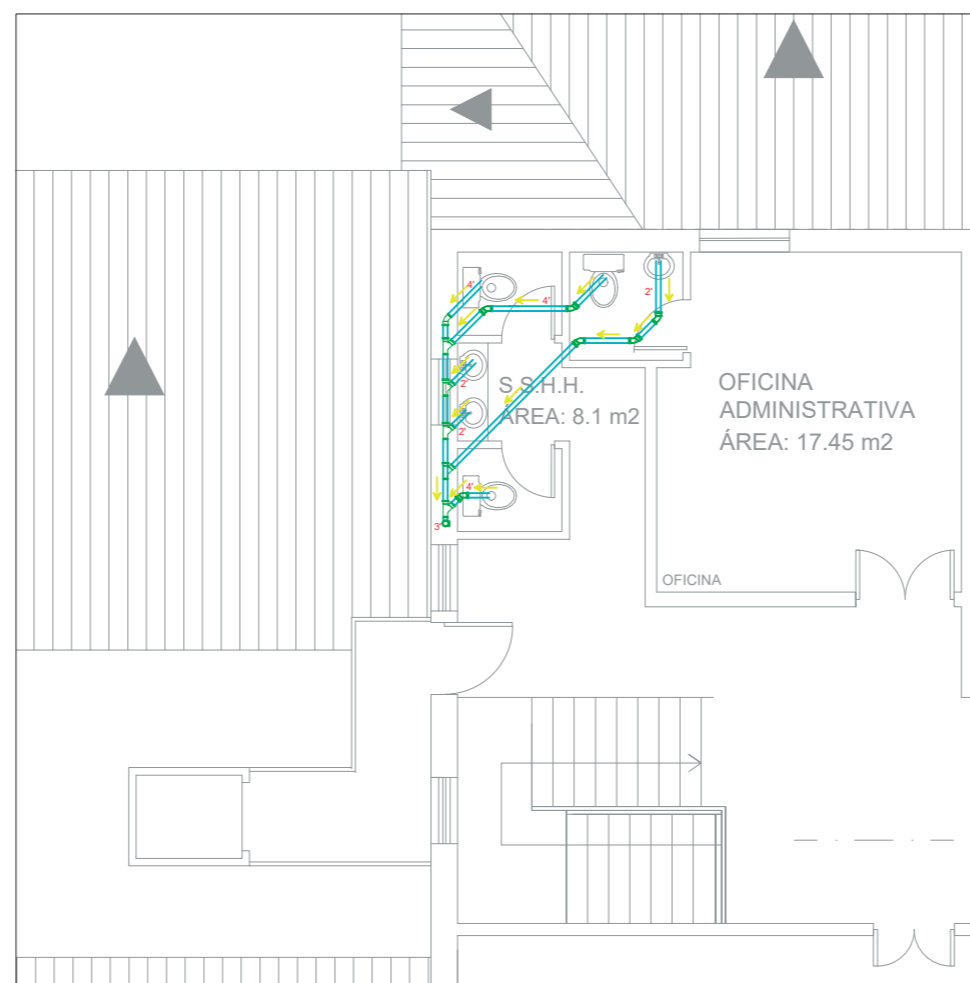 4'
4'
2'
2'
S.S.H.H.
ÁREA: 8.1 m2
2'
4'
3'
OFICINA
ADMINISTRATIVA
ÁREA: 17.45 m2
OFICINA